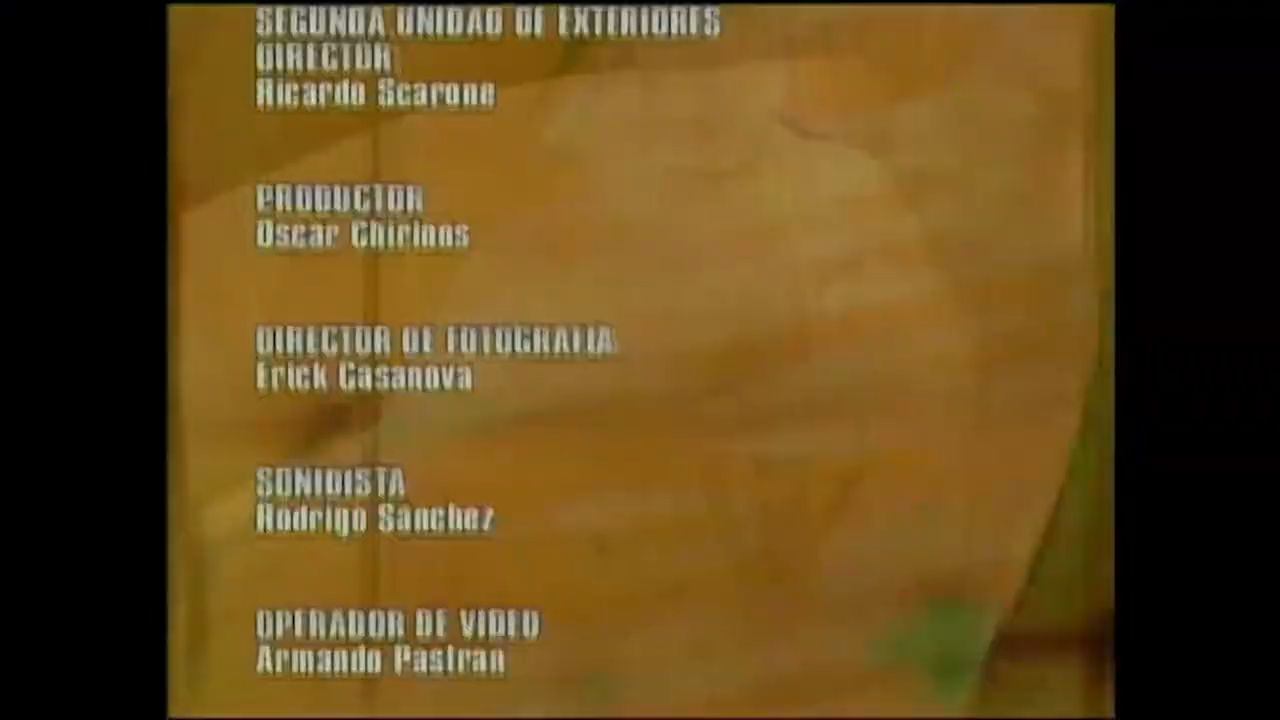 SEGUNDA UNIDAD DE EXTERIORES
DIRECTOR
Ricardo Scarone
PRODUCTOR
Oscar Chirinos
DIRECTOR DE FOTOGRAFIA
Erick Casanova
SONIDISTA
Rodrigo Sánchez
OPERADOR DE VIDEO
Armando Pastran